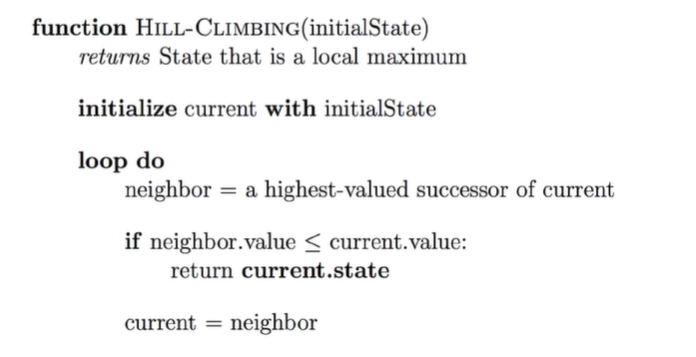 function HILL-CLIMBING(initialState)
returns State that is a local maximum
initialize current with initialState
loop do
neighbor = a highest-valued successor of current
if neighbor.value ≤ current.value:
return current.state
current = neighbor